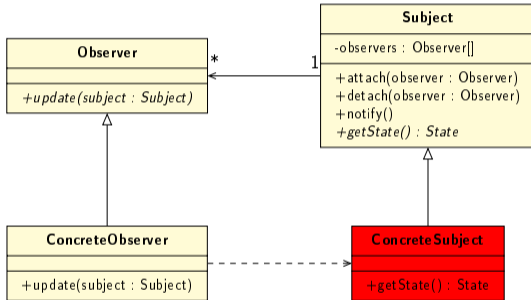 Subject
-observers : Observer[]
+attach(observer : Observer)
+detach(observer : Observer)
+notify()
+getState() : State
Observer
+update(subject : Subject)
*
1
ConcreteObserver
+update(subject : Subject)
ConcreteSubject
+getState() : State